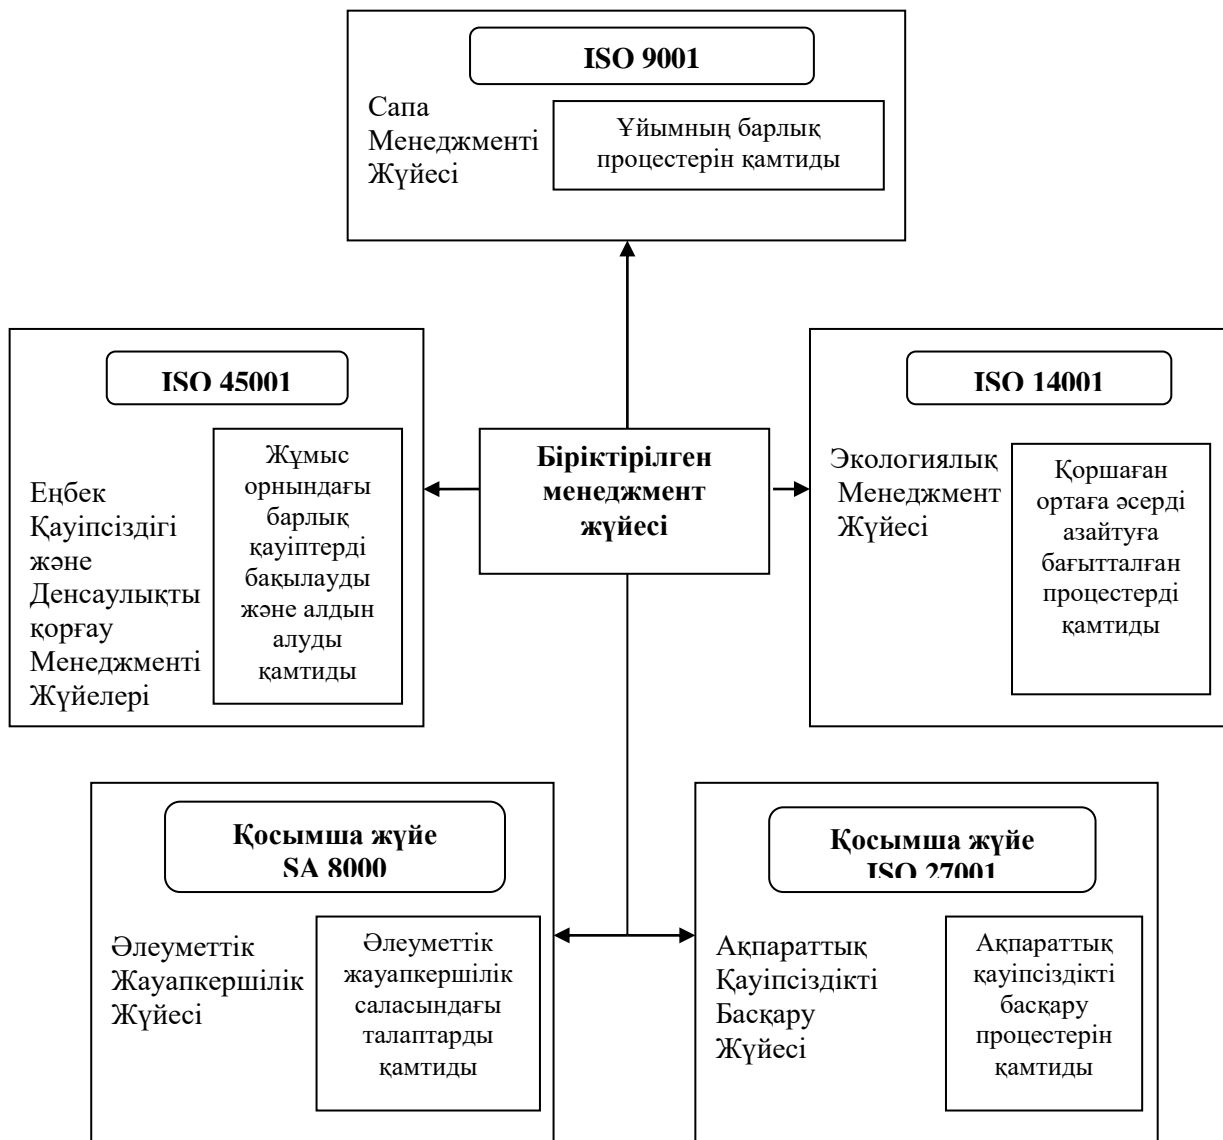 ISO 9001
Сапа
Менеджменті
Жүйесі
Ұйымның барлық
процестерін қамтиды
ISO 45001
Еңбек
Қауіпсіздігі
және
Денсаулықты
қорғау
Менеджменті
Жүйелері
Жұмыс
орнындағы
барлық
қауіптерді
бақылауды
және алдын
алуды
қамтиды
Біріктірілген
менеджмент
жүйесі
ISO 14001
Экологиялық
Менеджмент
Жүйесі
Қоршаған
ортаға әсерді
азайтуға
бағытталған
процестерді
қамтиды
Қосымша жүйе
SA 8000
Әлеуметтік
Жауапкершілік
Жүйесі
Әлеуметтік
жауапкершілік
саласындағы
талаптарды
қамтиды
Қосымша жүйе
ISO 27001
Ақпараттық
Қауіпсіздікті
Басқару
Жүйесі
Ақпараттық
қауіпсіздікті
басқару
процестерін
қамтиды